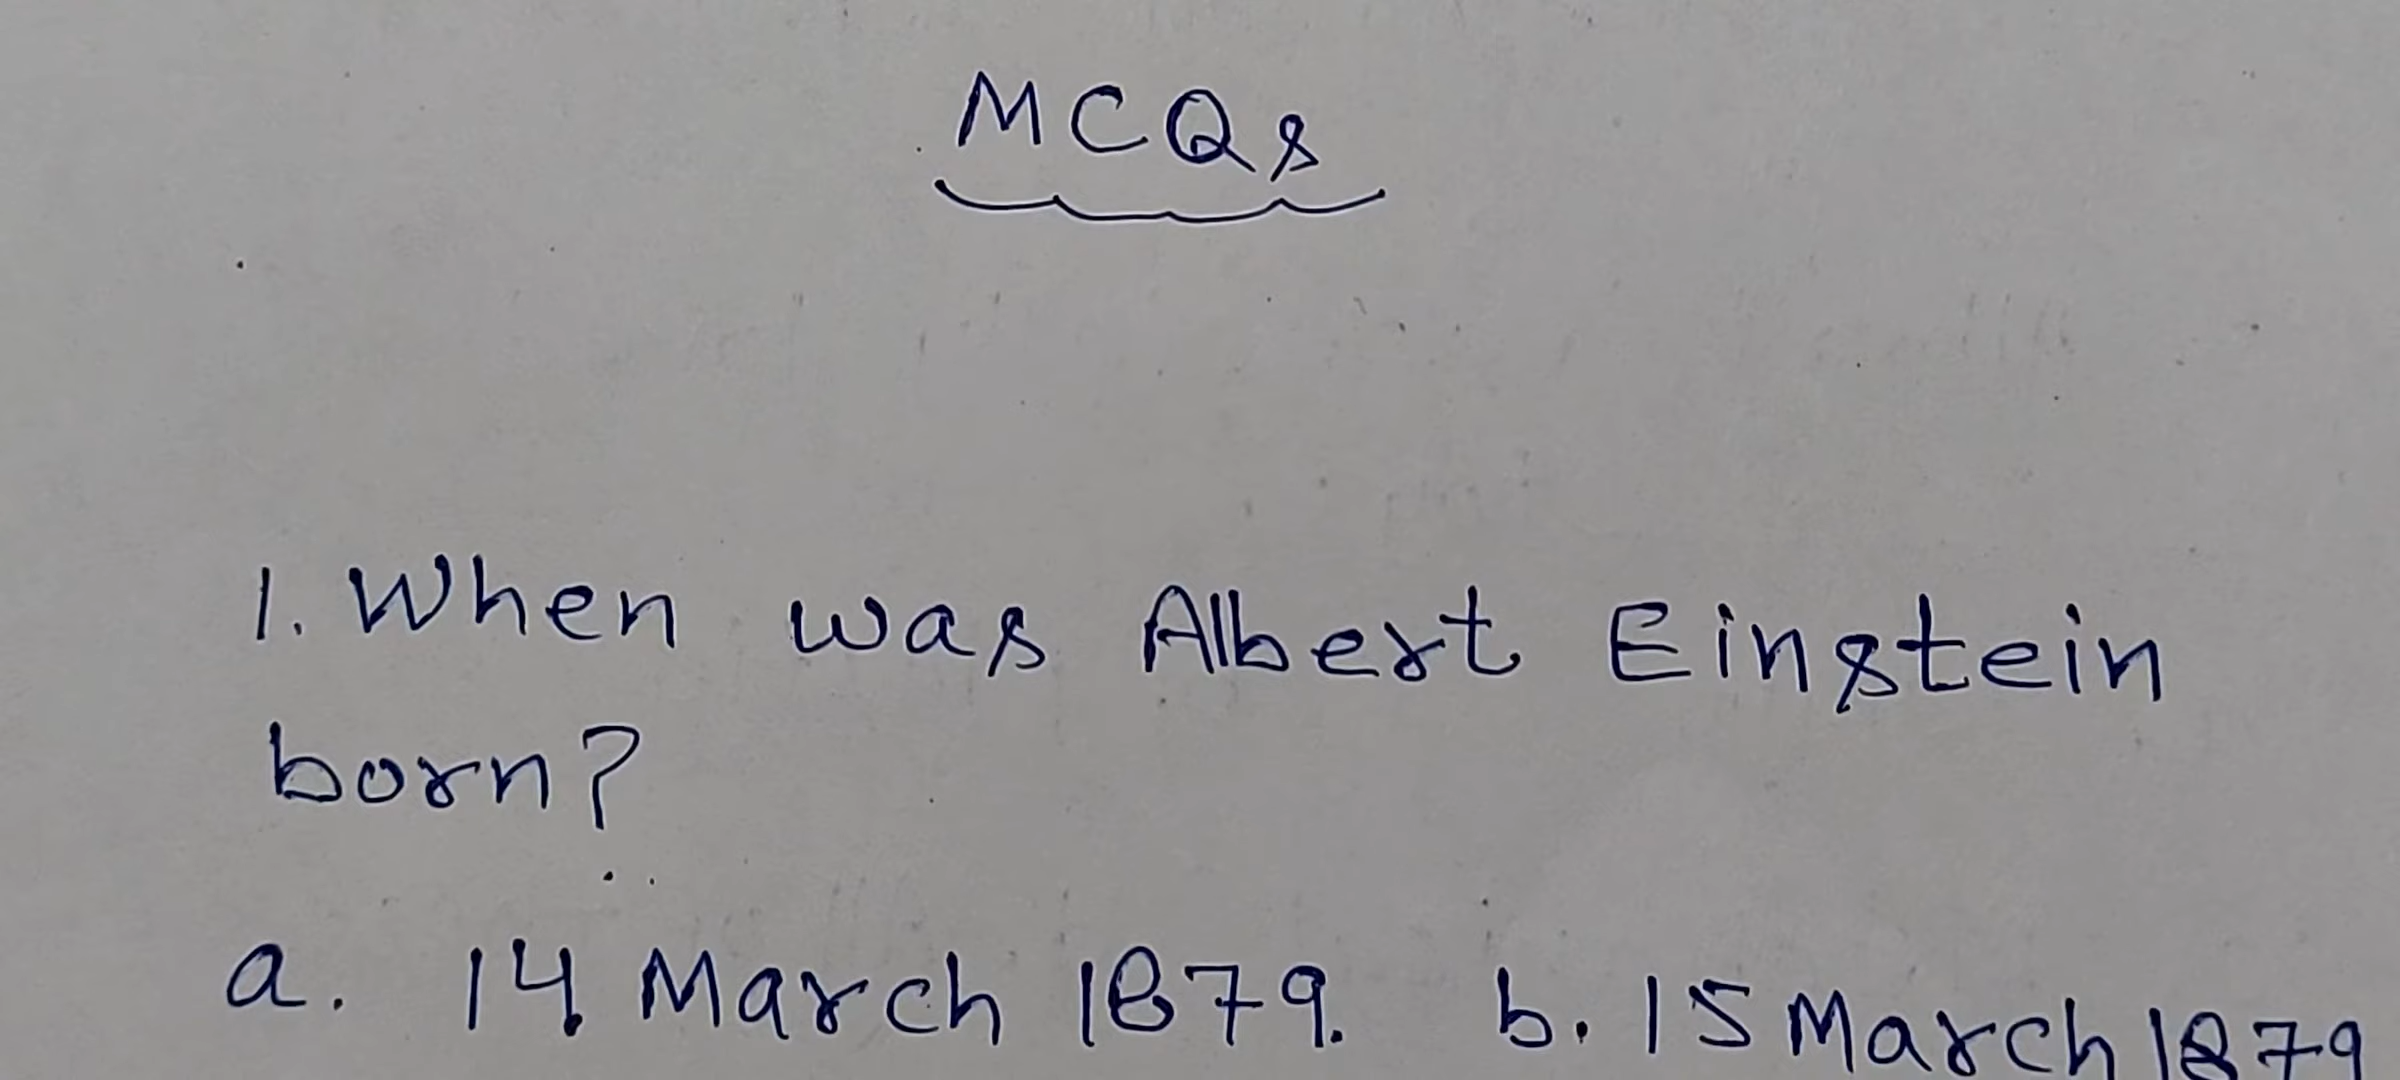 MCQs
1. When was Albert Einstein
born?
a. 14 March 1879. b. 15 March 1879